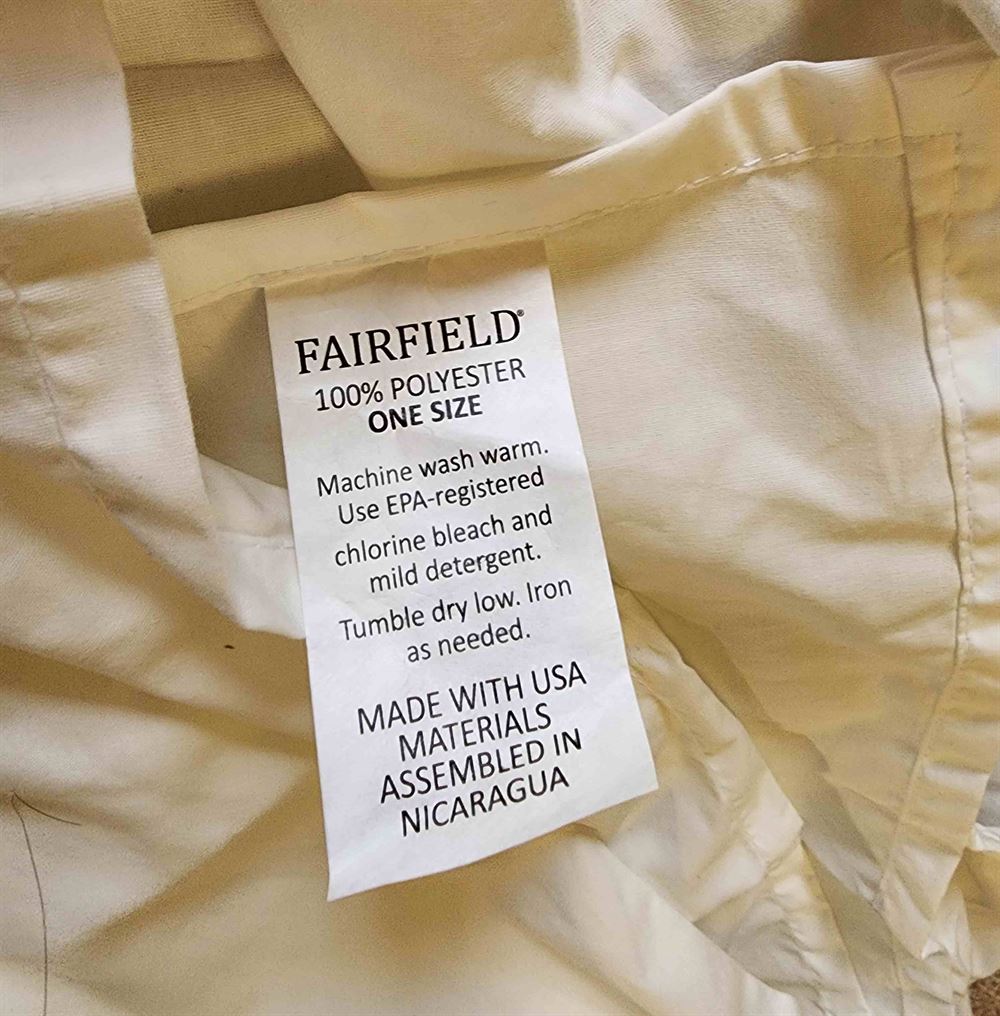 FAIRFIELD®
100% POLYESTER
ONE SIZE
Machine wash warm.
Use EPA-registered
chlorine bleach and
mild detergent.
Tumble dry low. Iron
as needed.
MADE WITH USA
MATERIALS
ASSEMBLED IN
NICARAGUA